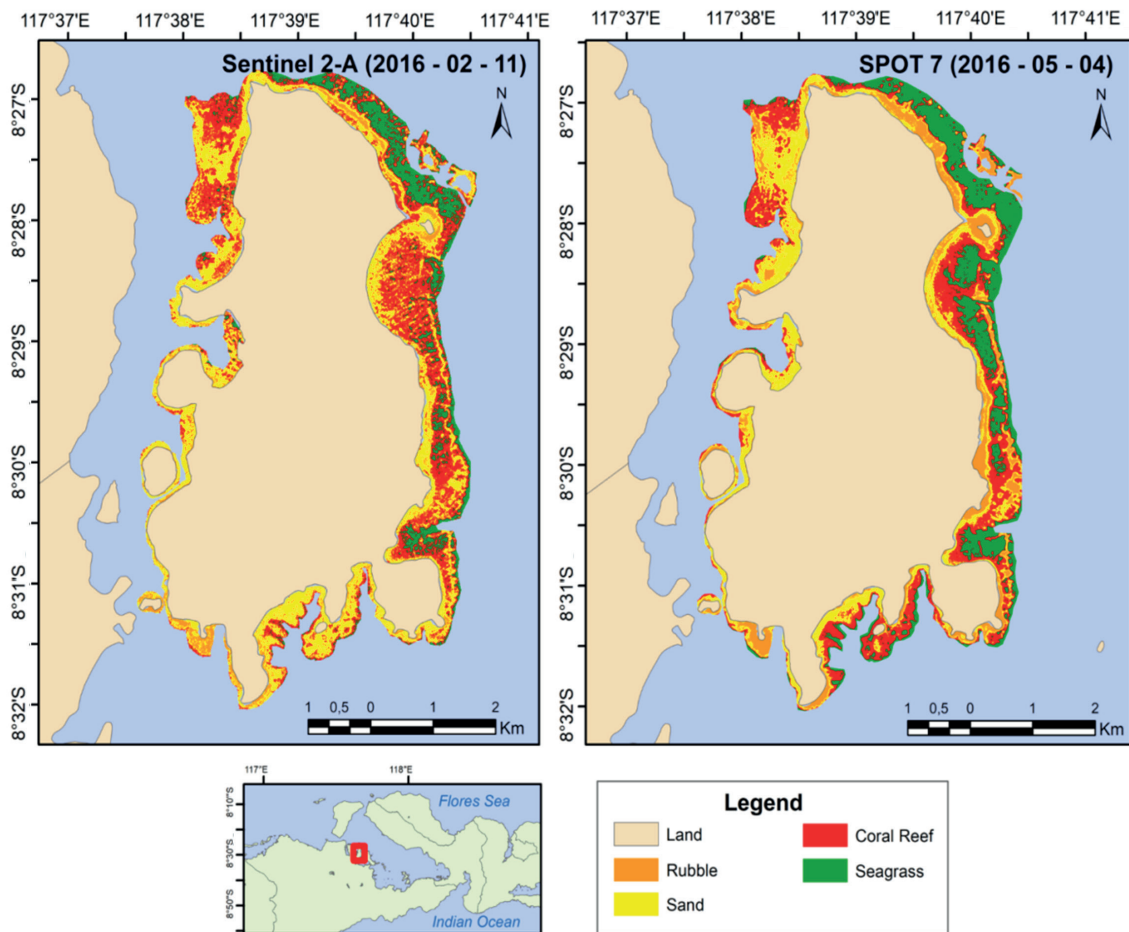 117°37'E 117°38'E 117°39'E 117°40'E 117°41'E 117°37'E 117°38'E 117°39'E 117°40'E 117°41'E
Sentinel 2-A (2016 - 02 - 11)
N
8°27'S
8°28'S
8°29'S
8°30'S
8°31'S
8°32'S
1 0,5 0 1 2
Km
SPOT 7 (2016 - 05 - 04)
N
8°27'S
8°28'S
8°29'S
8°30'S
8°31'S
8°32'S
1 0,5 0 1 2
Km
117°E 118°E
8°10'S
8°30'S
8°50'S
Flores Sea
Indian Ocean
Legend
Land
Rubble
Sand
Coral Reef
Seagrass